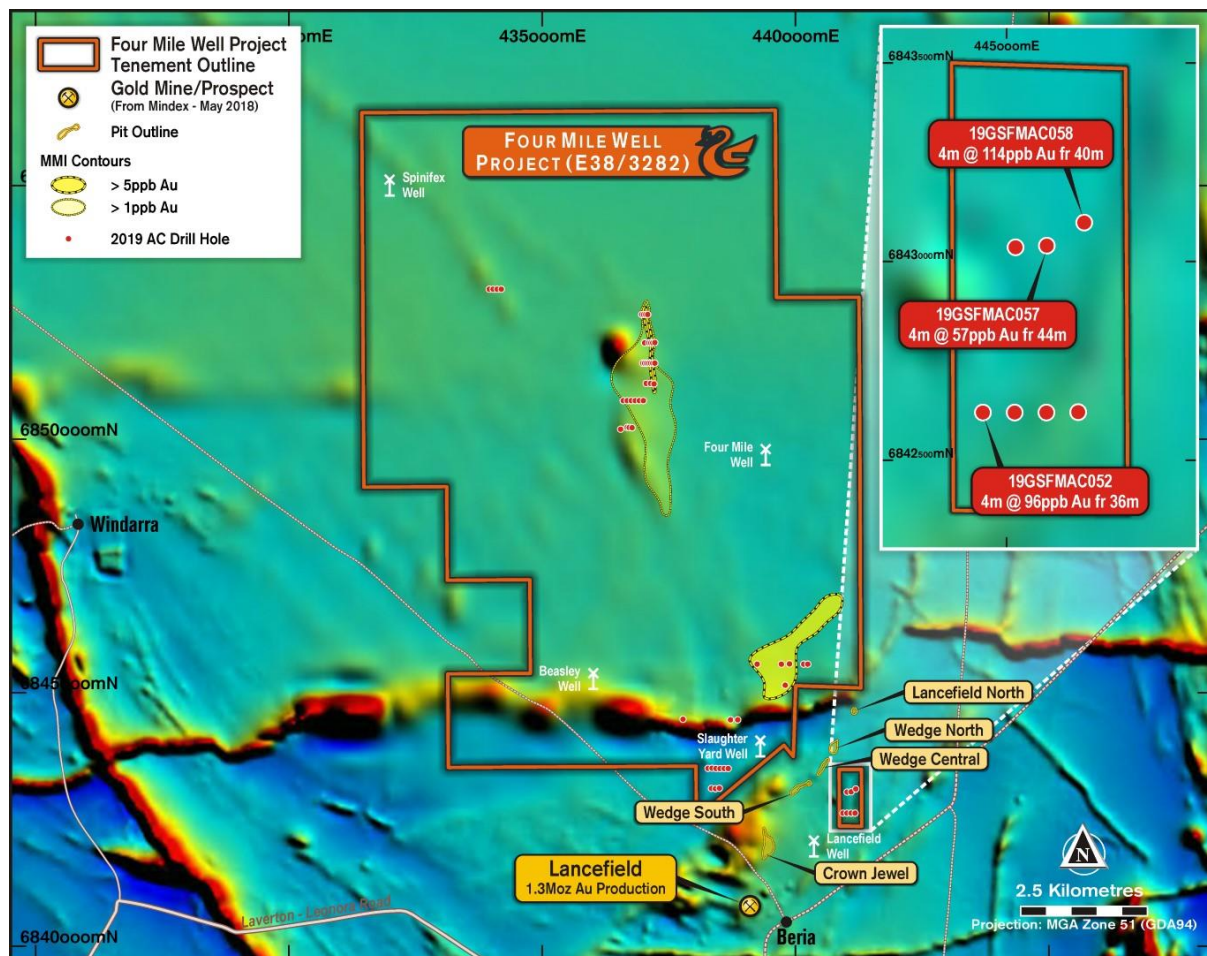 Four Mile Well Project
Tenement Outline
Gold Mine/Prospect
(From Mindex - May 2018)
Pit Outline
MMI Contours
> 5ppb Au
> 1ppb Au
2019 AC Drill Hole
000mE
435000mE
440000mE
445000mE
6843500mN
6843000mN
6842500mN
19GSFMAC058
4m @ 114ppb Au fr 40m
19GSFMAC057
4m @ 57ppb Au fr 44m
19GSFMAC052
4m @ 96ppb Au fr 36m
FOUR MILE WELL
PROJECT (E38/3282)
Spinifex
Well
Four Mile
Well
6850000mN
Windarra
Beasley
Well
6845000mN
Lancefield North
Wedge North
Slaughter
Yard Well
Wedge Central
Wedge South
Lancefield
Well
Crown Jewel
Lancefield
1.3Moz Au Production
Laverton - Leonora Road
Beria
6840000mN
N
2.5 Kilometres
Projection: MGA Zone 51 (GDA94)